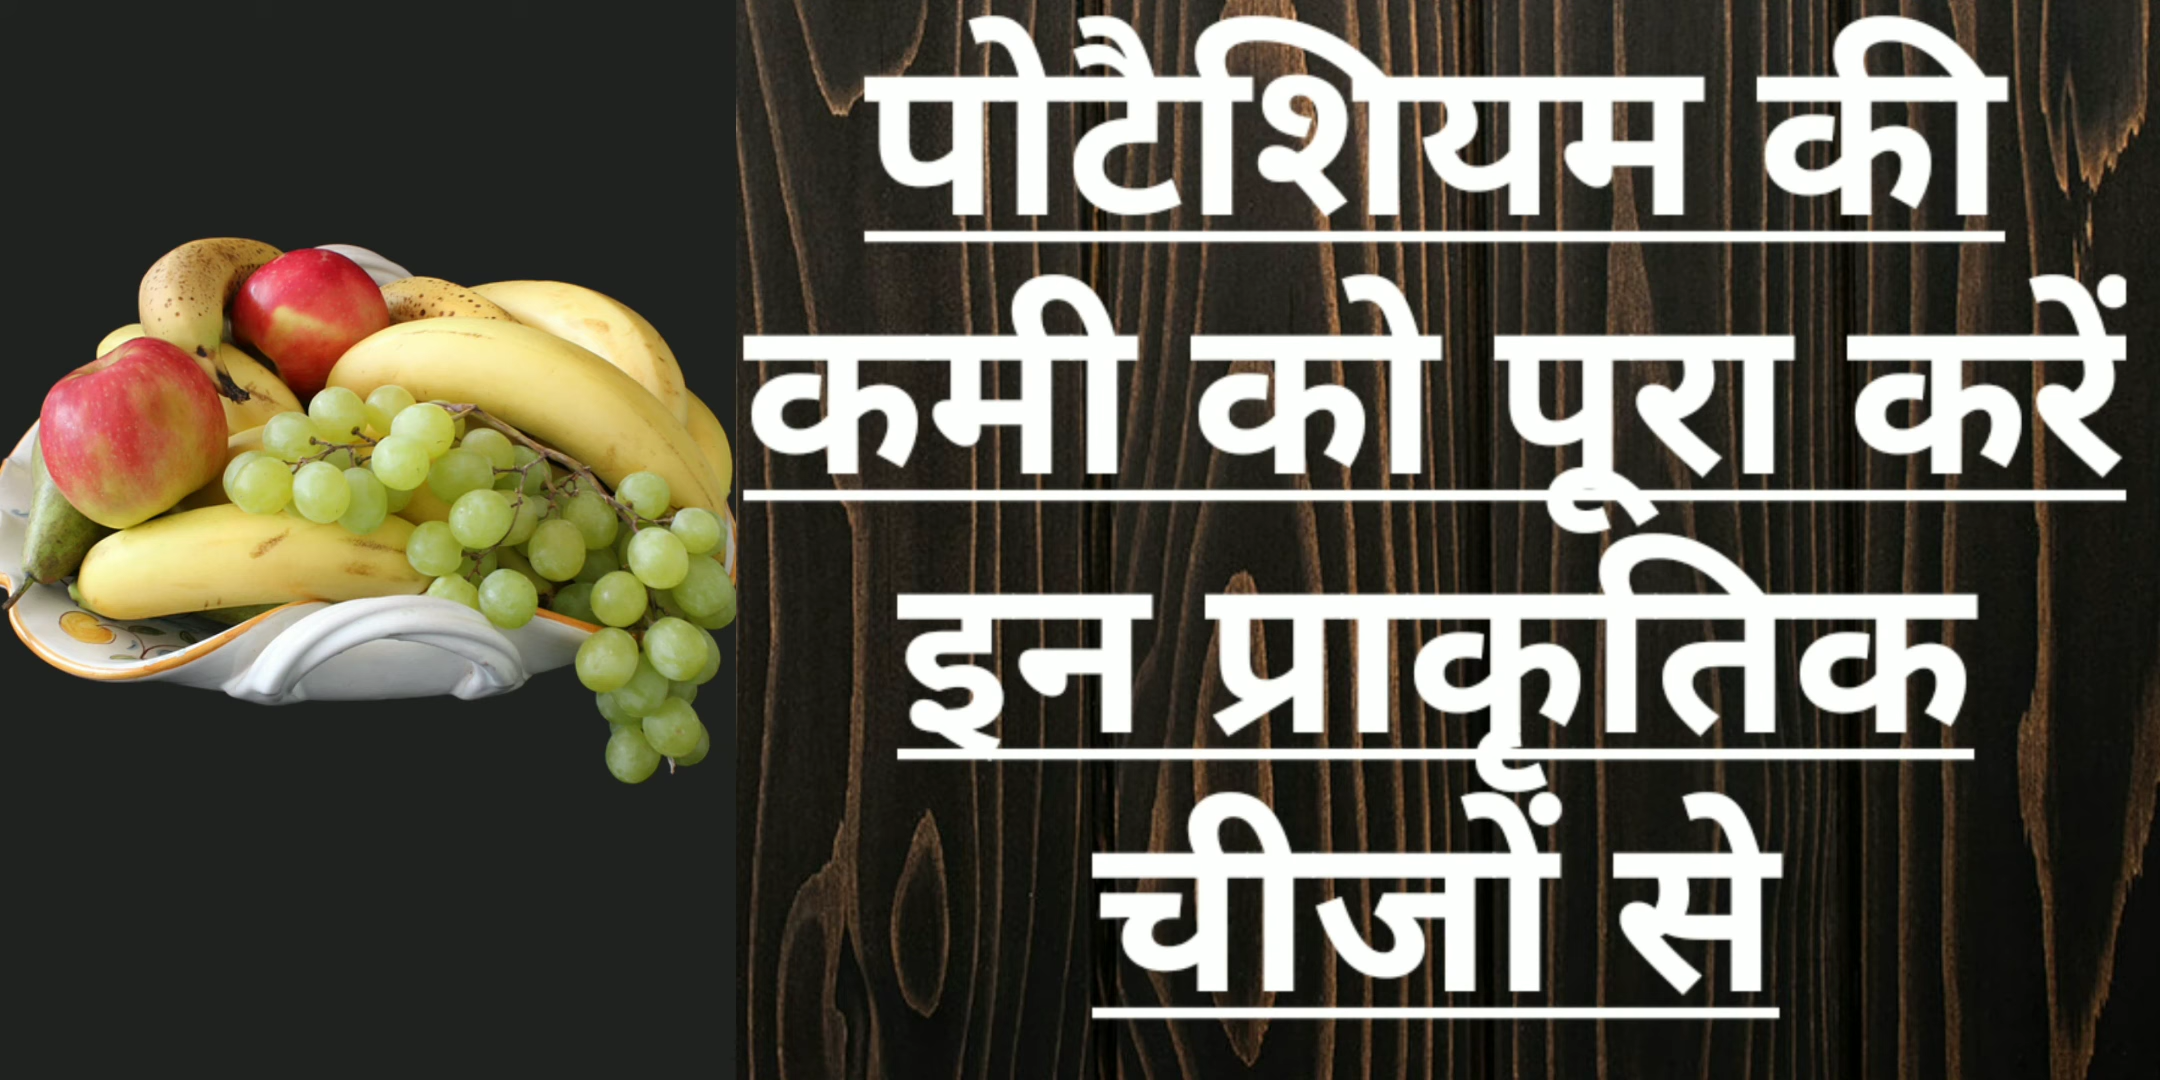 पोटैशियम की
कमी को पूरा करें
इन प्राकृतिक
चीजों से